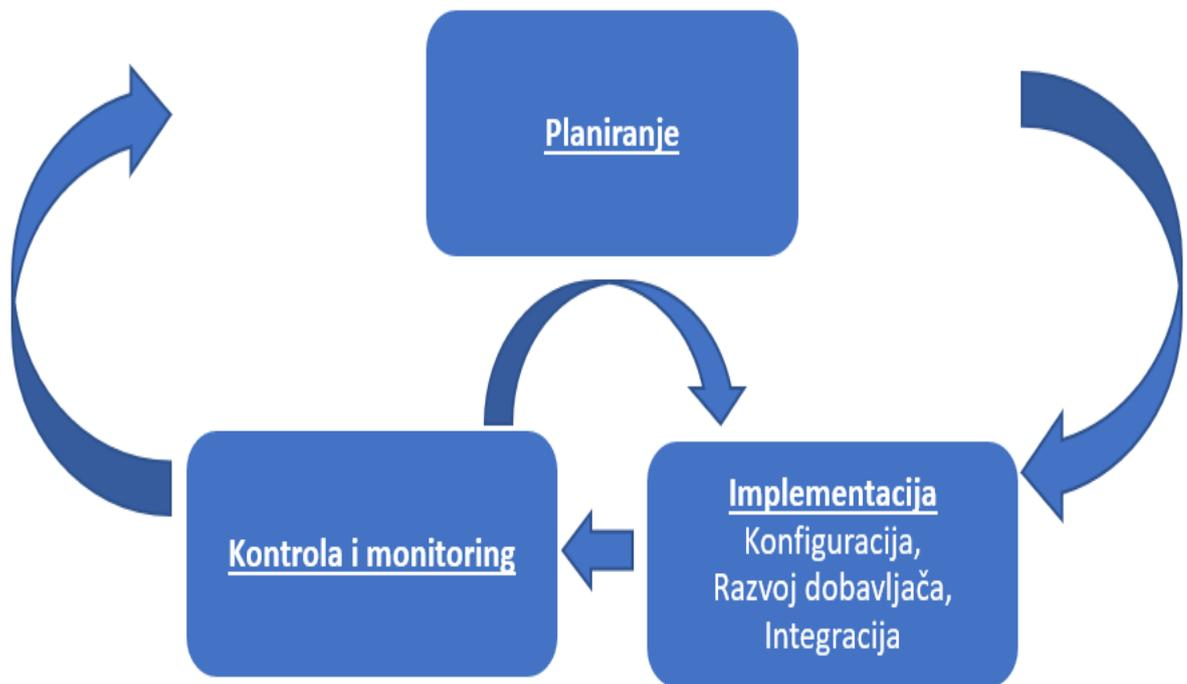 Planiranje
Kontrola i monitoring
Implementacija
Konfiguracija,
Razvoj dobavljača,
Integracija